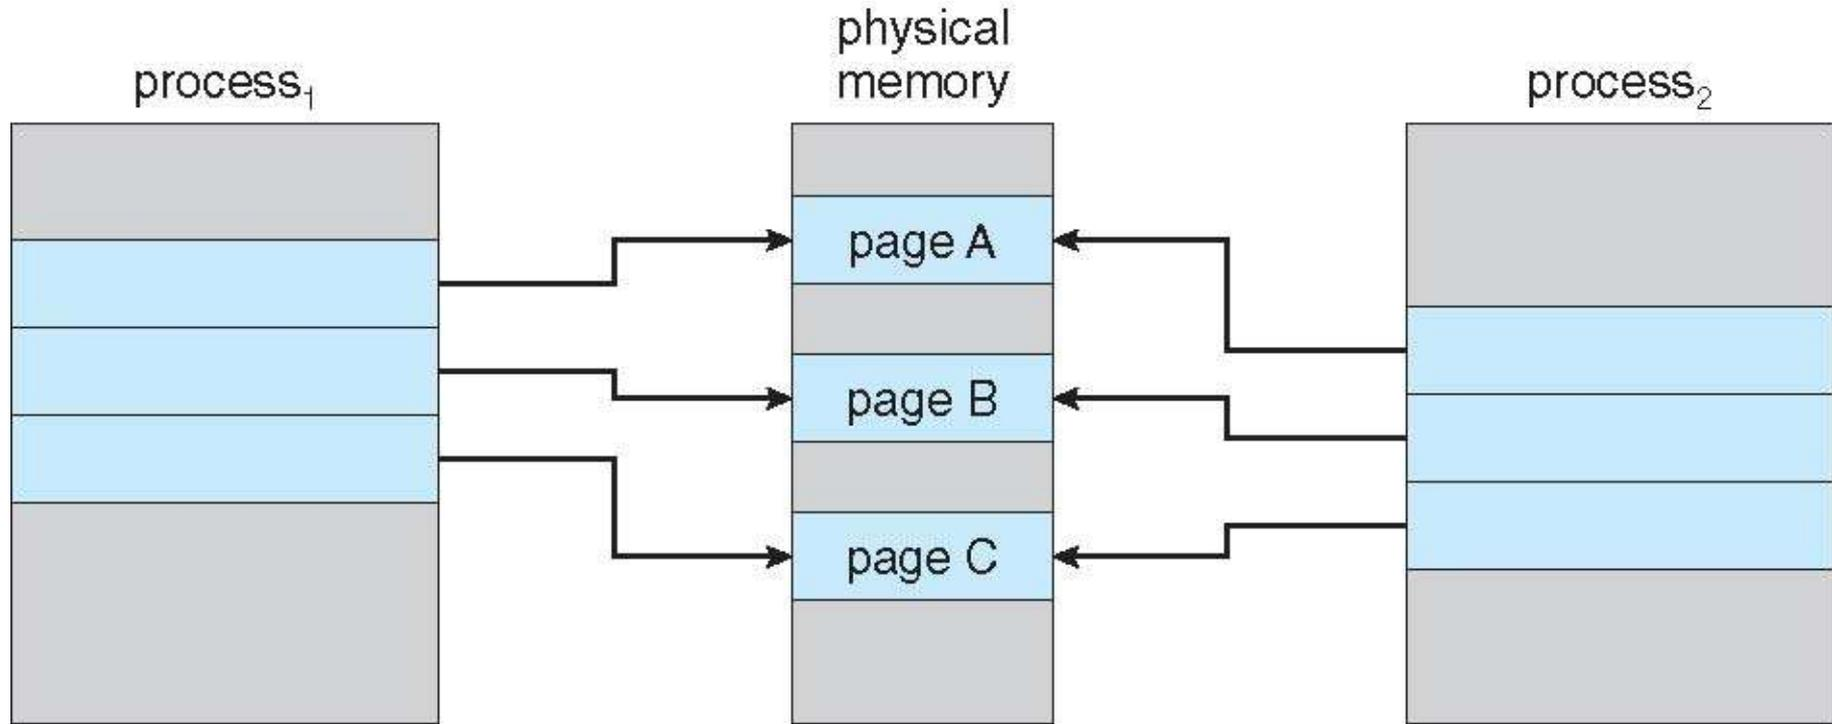 process₁
physical
memory
process₂
page A
page B
page C